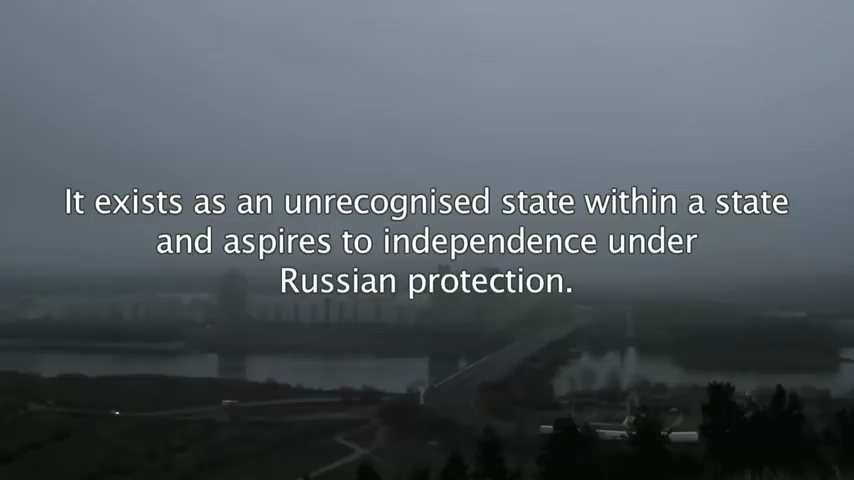 It exists as an unrecognised state within a state
and aspires to independence under
Russian protection.